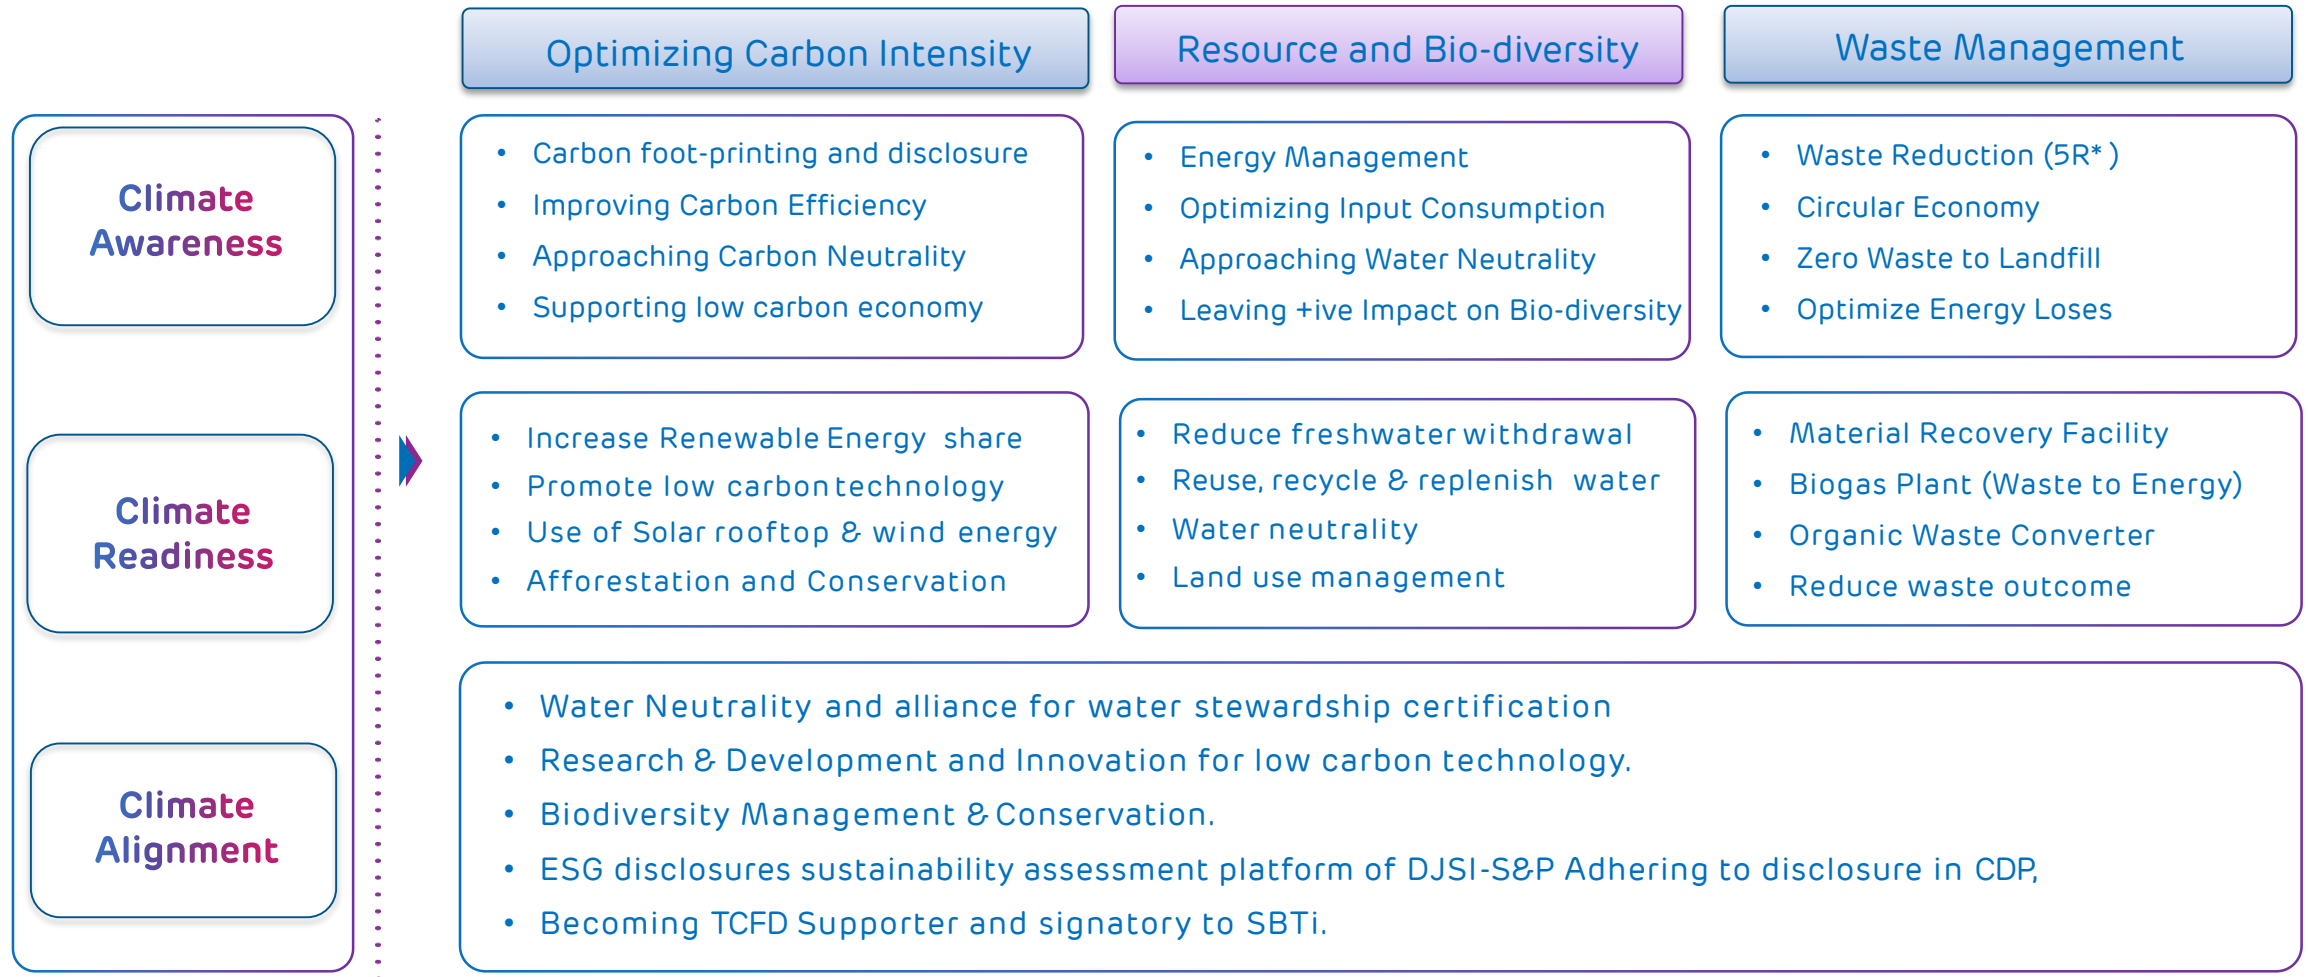 Optimizing Carbon Intensity
Resource and Bio-diversity
Waste Management
Climate
Awareness
• Carbon foot-printing and disclosure
• Improving Carbon Efficiency
• Approaching Carbon Neutrality
• Supporting low carbon economy
• Energy Management
• Optimizing Input Consumption
• Approaching Water Neutrality
• Leaving +ive Impact on Bio-diversity
• Waste Reduction (5R* )
• Circular Economy
• Zero Waste to Landfill
• Optimize Energy Loses
Climate
Readiness
• Increase Renewable Energy share
• Promote low carbon technology
• Use of Solar rooftop & wind energy
• Afforestation and Conservation
• Reduce freshwater withdrawal
• Reuse, recycle & replenish water
• Water neutrality
• Land use management
• Material Recovery Facility
• Biogas Plant (Waste to Energy)
• Organic Waste Converter
• Reduce waste outcome
Climate
Alignment
• Water Neutrality and alliance for water stewardship certification
• Research & Development and Innovation for low carbon technology.
• Biodiversity Management & Conservation.
• ESG disclosures sustainability assessment platform of DJSI-S&P Adhering to disclosure in CDP,
• Becoming TCFD Supporter and signatory to SBTi.